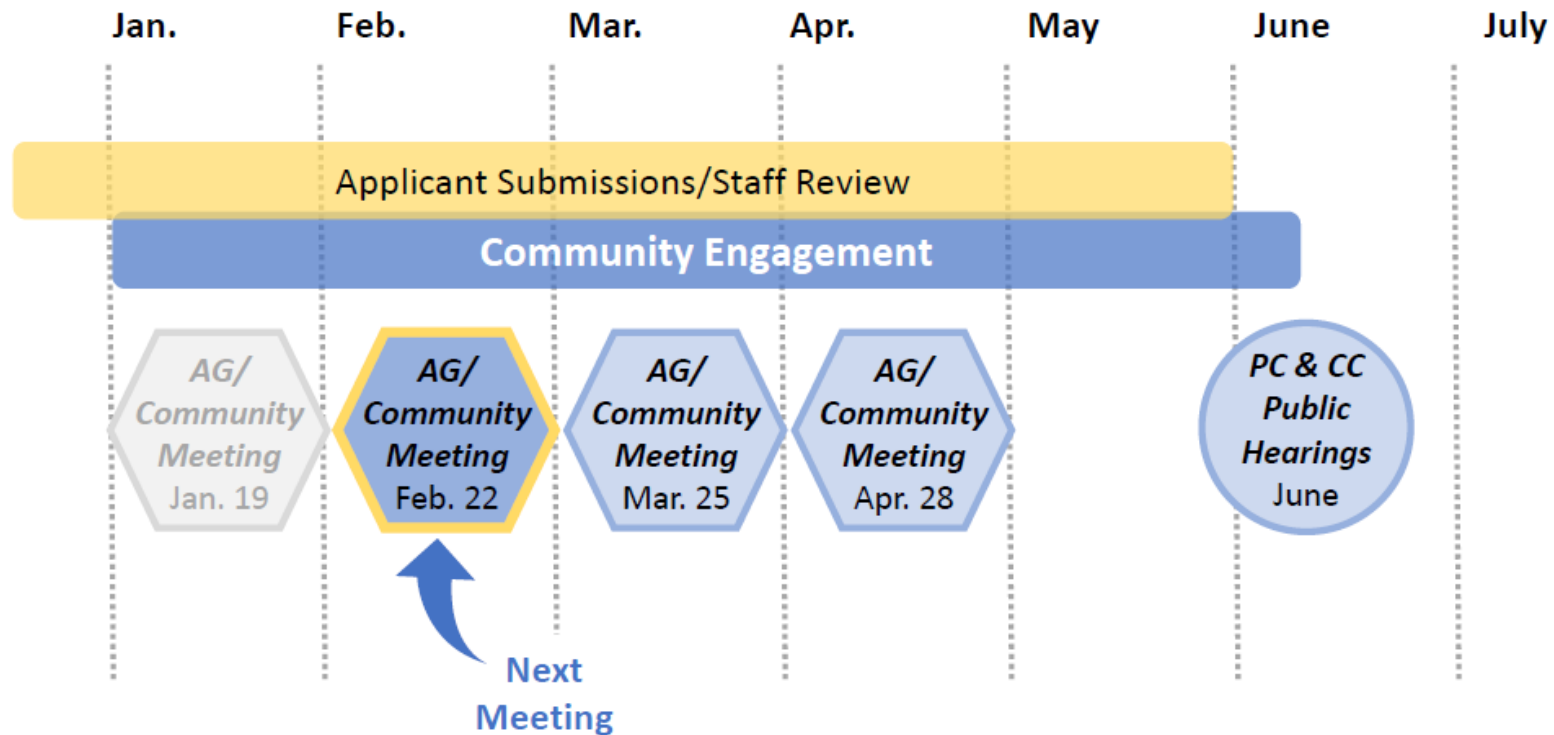 Jan. Feb. Mar. Apr. May June July
Applicant Submissions/Staff Review
Community Engagement
AG/
Community
Meeting
Jan. 19
AG/
Community
Meeting
Feb. 22
AG/
Community
Meeting
Mar. 25
AG/
Community
Meeting
Apr. 28
PC & CC
Public
Hearings
June
Next
Meeting